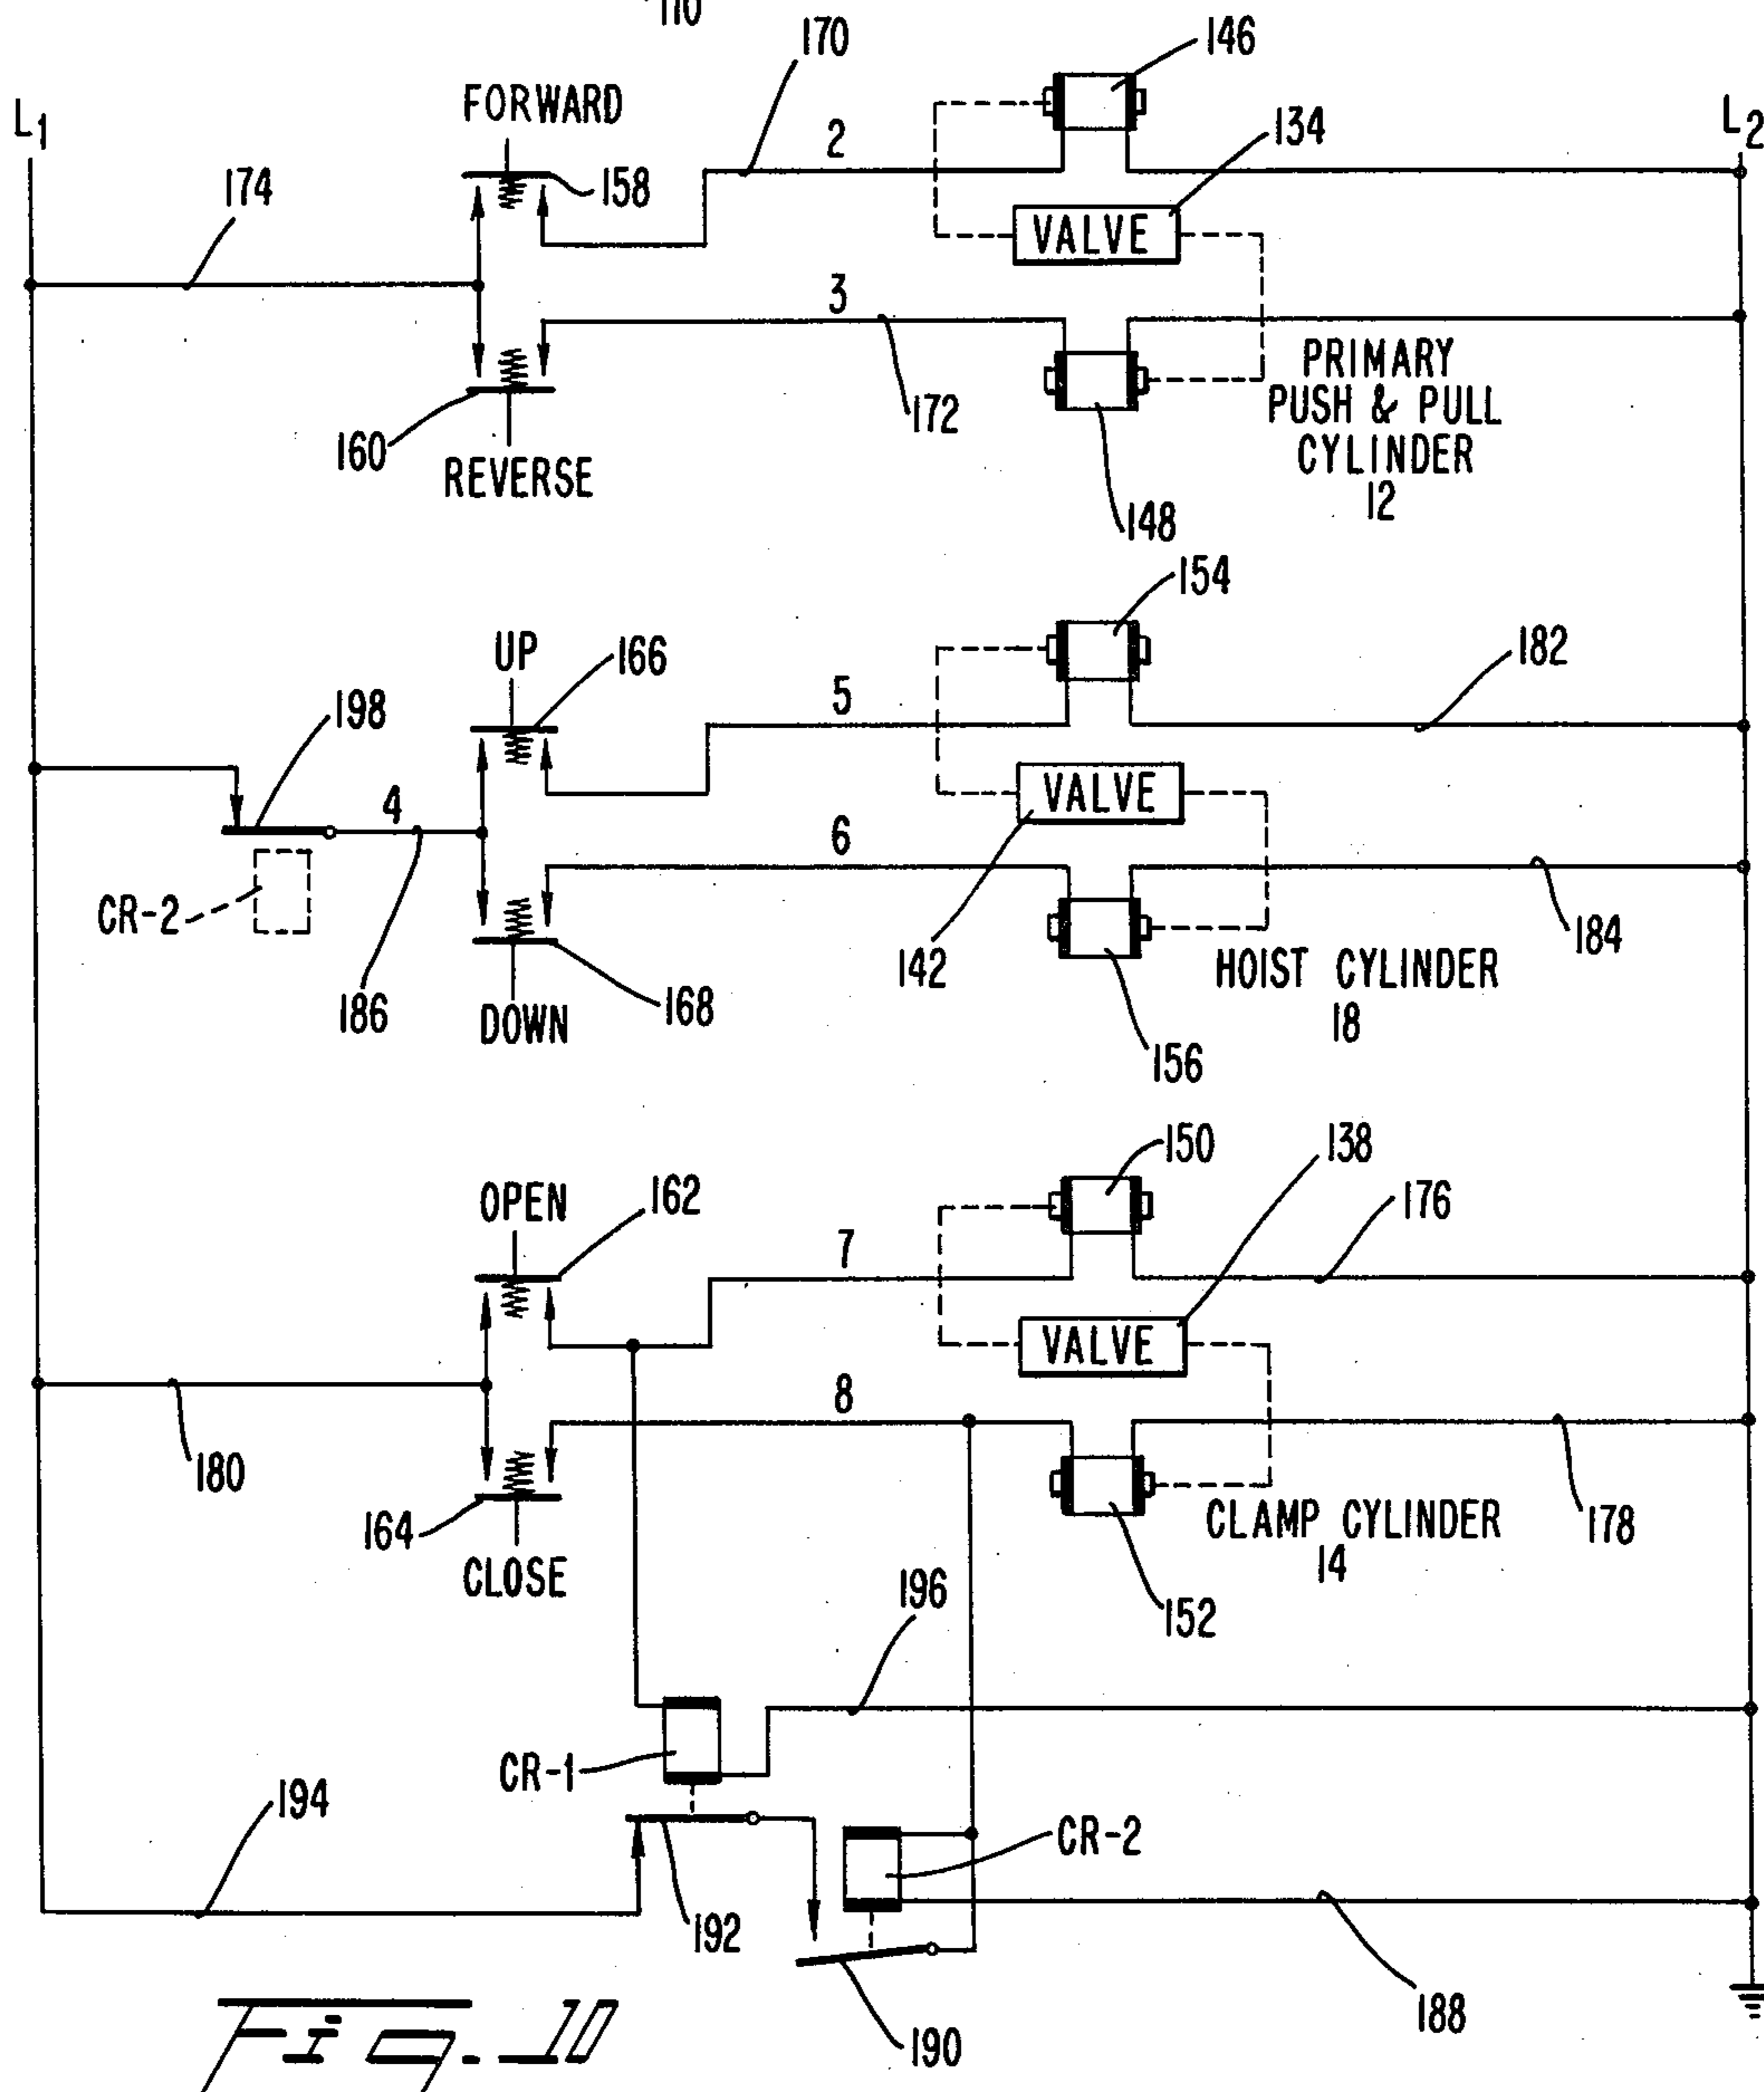 110
170
146
FORWARD
L1
2
134
L2
174
158
VALVE
3
PRIMARY
PUSH & PULL
CYLINDER
12
160
172
REVERSE
148
154
UP
166
182
198
5
4
VALVE
6
CR-2
142
184
HOIST CYLINDER
18
186
168
DOWN
156
150
138
OPEN
162
176
7
VALVE
8
180
164
CLAMP CYLINDER
14
178
CLOSE
196
152
CR-1
194
CR-2
192
188
190
FIG. 10